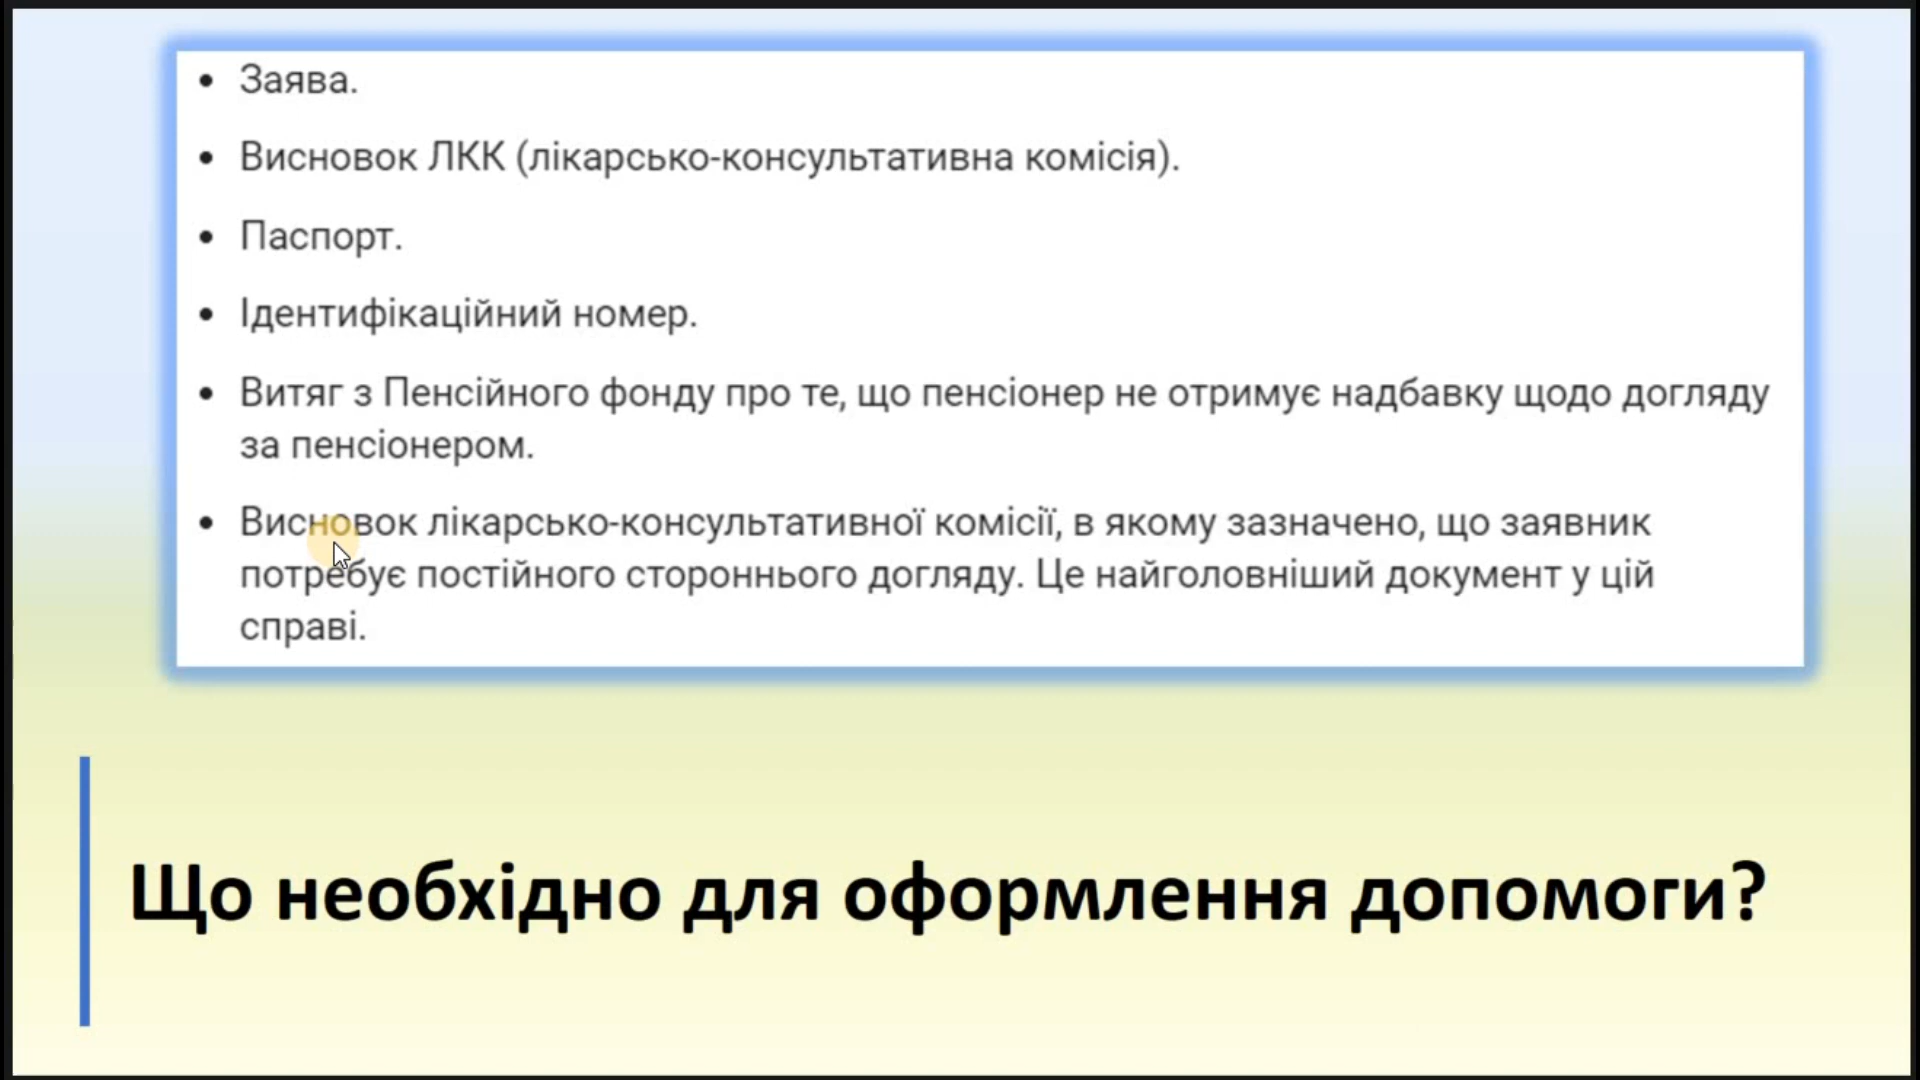 • Заява.
• Висновок ЛКК (лікарсько-консультативна комісія).
• Паспорт.
• Ідентифікаційний номер.
• Витяг з Пенсійного фонду про те, що пенсіонер не отримує надбавку щодо догляду
за пенсіонером.
• Висновок лікарсько-консультативної комісії, в якому зазначено, що заявник
потребує постійного стороннього догляду. Це найголовніший документ у цій
справі.
Що необхідно для оформлення допомоги?